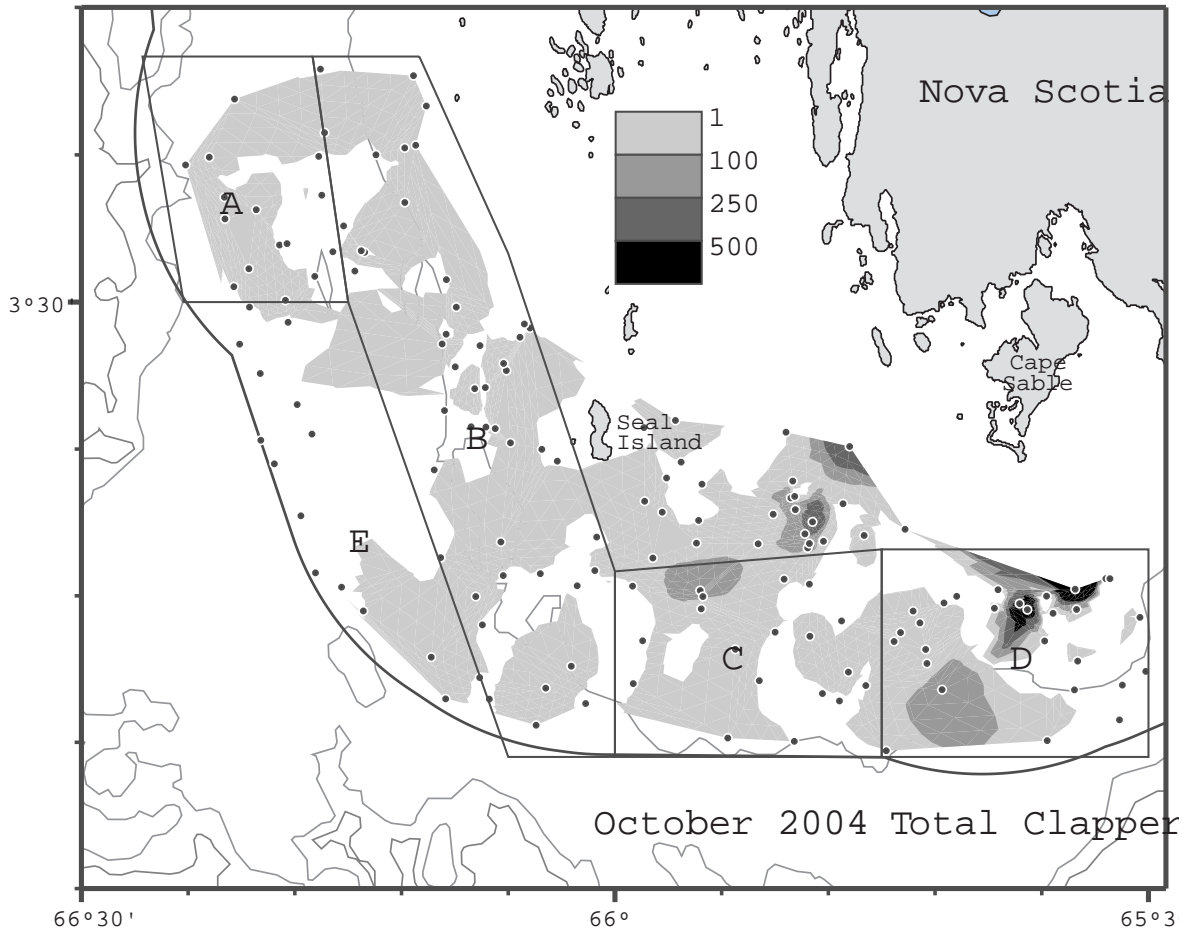 Nova Scotia
1
100
250
500
A
3°30'
Cape
Sable
Seal
Island
B
E
C
D
October 2004 Total Clapper
66°30'
66°
65°3